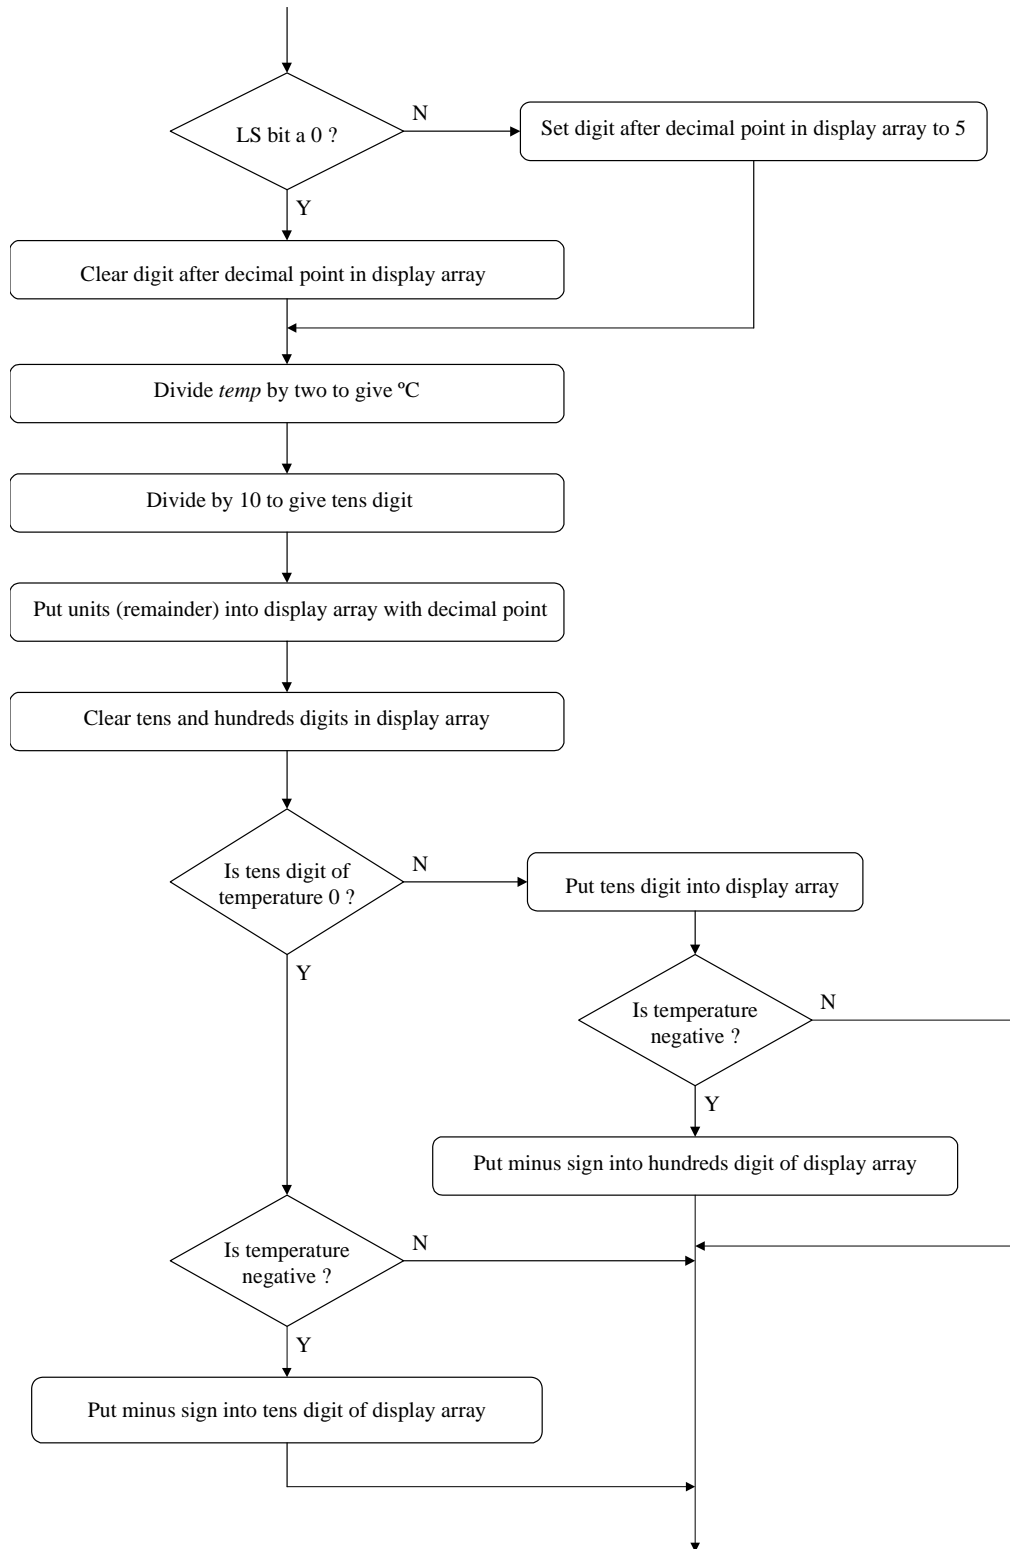 LS bit a 0 ?
N
Set digit after decimal point in display array to 5
Y
Clear digit after decimal point in display array
Divide temp by two to give ºC
Divide by 10 to give tens digit
Put units (remainder) into display array with decimal point
Clear tens and hundreds digits in display array
Is tens digit of
temperature 0 ?
N
Put tens digit into display array
Y
Is temperature
negative ?
N
Y
Put minus sign into hundreds digit of display array
Is temperature
negative ?
N
Y
Put minus sign into tens digit of display array